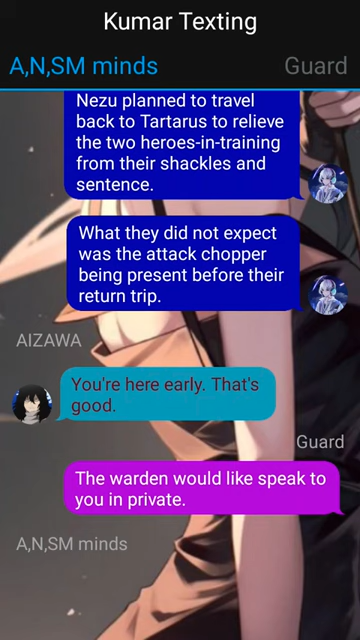 Kumar Texting
A,N,SM minds
Guard
Nezu planned to travel
back to Tartarus to relieve
the two heroes-in-training
from their shackles and
sentence.
What they did not expect
was the attack chopper
being present before their
return trip.
AIZAWA
You're here early. That's
good.
Guard
The warden would like speak to
you in private.
A,N,SM minds